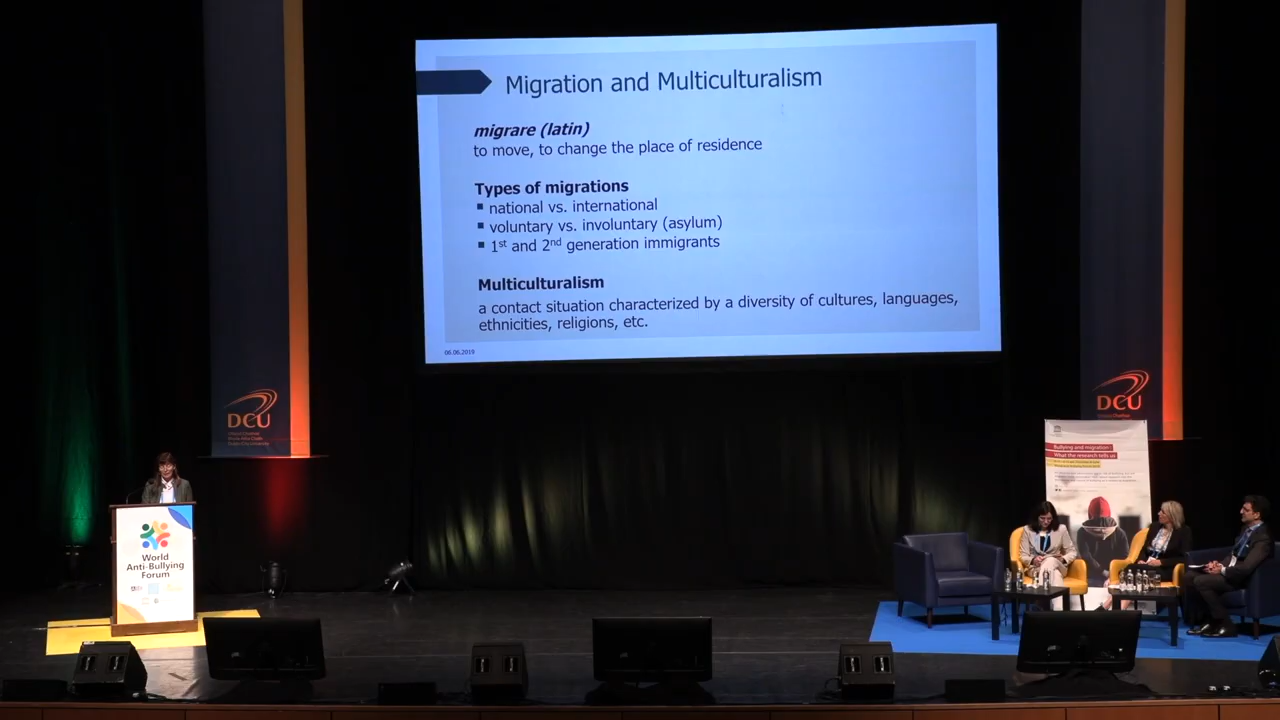 Migration and Multiculturalism
migrare (latin)
to move, to change the place of residence
Types of migrations
▪ national vs. international
▪ voluntary vs. involuntary (asylum)
▪ 1st and 2nd generation immigrants
Multiculturalism
a contact situation characterized by a diversity of cultures, languages,
ethnicities, religions, etc.
06.06.2019
DCU
DCU
Bullying and migration:
What the research tells us
World
Anti-Bullying
Forum